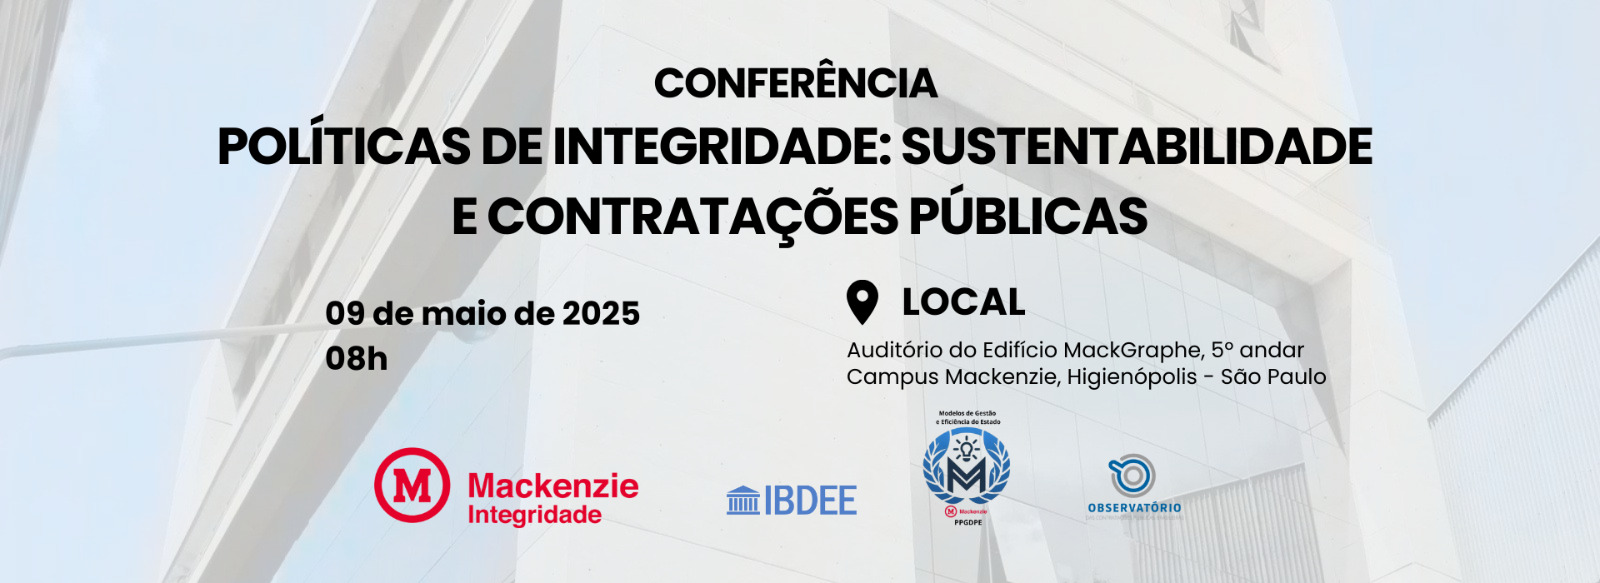 CONFERÊNCIA
POLÍTICAS DE INTEGRIDADE: SUSTENTABILIDADE
E CONTRATAÇÕES PÚBLICAS
09 de maio de 2025
08h
LOCAL
Auditório do Edifício MackGraphe, 5º andar
Campus Mackenzie, Higienópolis - São Paulo
M Mackenzie
Integridade
IBDEE
Modelos de Gestão
e Eficiência do Estado
M
M Mackenzie
PPGDPE
OBSERVATÓRIO